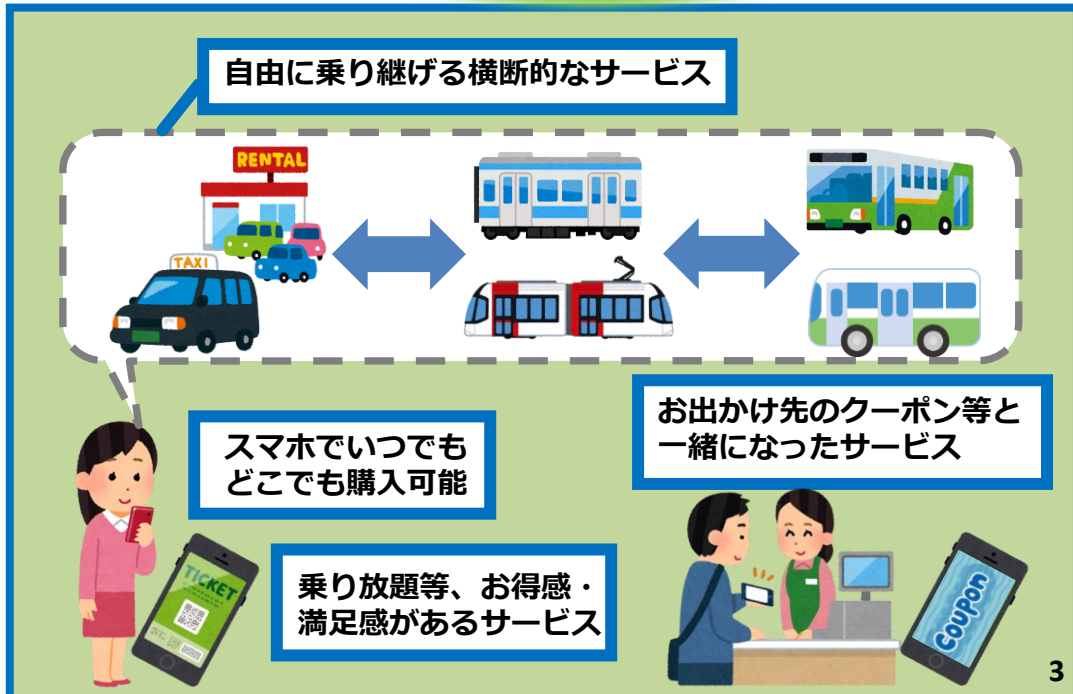 自由に乗り継げる横断的なサービス
RENTAL
TAXI
スマホでいつでも
どこでも購入可能
お出かけ先のクーポン等と
一緒になったサービス
TICKET
乗り放題等、お得感・
満足感があるサービス
Coupon
3